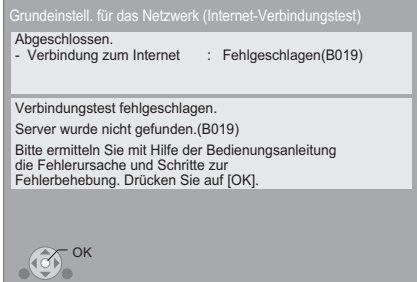 Grundeinstell. für das Netzwerk (Internet-Verbindungstest)
Abgeschlossen.
- Verbindung zum Internet : Fehlgeschlagen(B019)
Verbindungstest fehlgeschlagen.
Server wurde nicht gefunden.(B019)
Bitte ermitteln Sie mit Hilfe der Bedienungsanleitung
die Fehlerursache und Schritte zur
Fehlerbehebung. Drücken Sie auf [OK].
OK